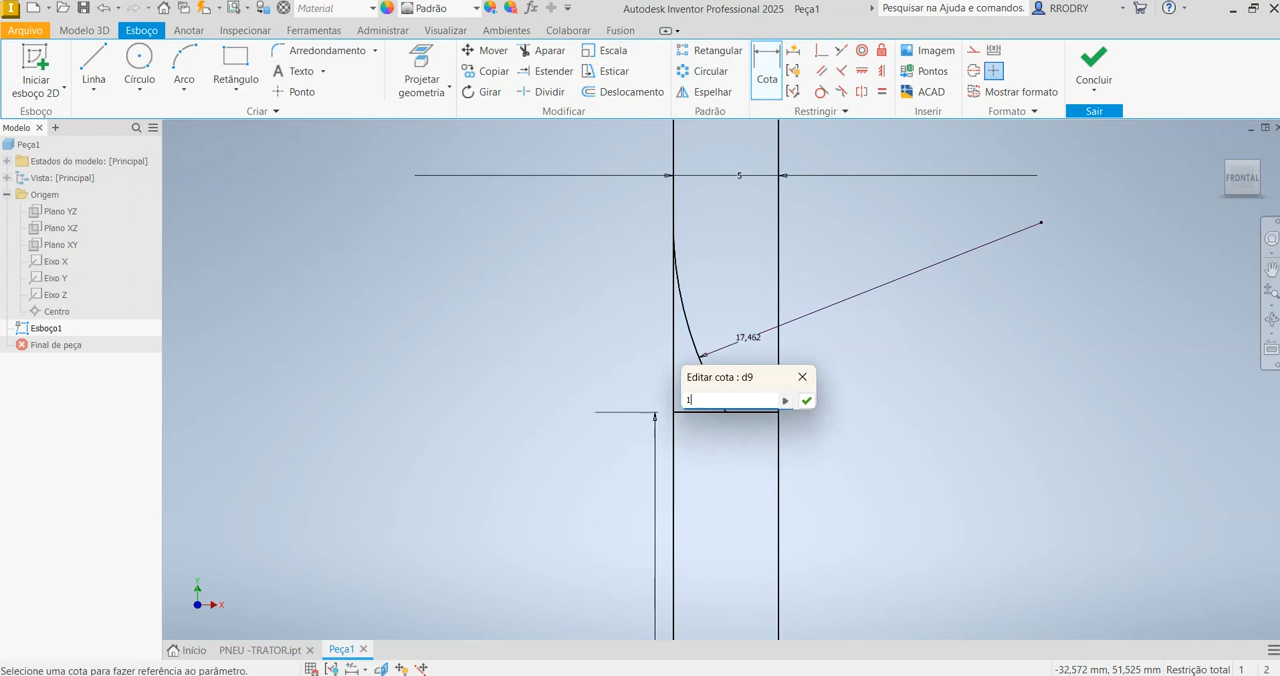 Material
Padrão
Autodesk Inventor Professional 2025 Peça1
Pesquisar na Ajuda e comandos.
RRODRY
Arquivo Modelo 3D Esboço Anotar Inspecionar Ferramentas Administrar Visualizar Ambientes Colaborar Fusion
Iniciar esboço 2D
Linha
Círculo
Arco
Retângulo
Arredondamento
Texto
Ponto
Projetar geometria
Mover Aparar Escala
Copiar Estender Esticar
Girar Dividir Deslocamento
Retangular
Circular
Espelhar
Cota
Imagem
Pontos
ACAD
Mostrar formato
Concluir
Esboço Criar Modificar Padrão Restringir Inserir Formato Sair
Modelo
Peça1
Estados do modelo: [Principal]
Vista: [Principal]
Origem
Plano YZ
Plano XZ
Plano XY
Eixo X
Eixo Y
Eixo Z
Centro
Esboço1
Final de peça
5
FRONTAL
17,462
Editar cota : d9
1
Y
X
Início PNEU -TRATOR.ipt Peça1
Selecione uma cota para fazer referência ao parâmetro.
-32,572 mm, 51,525 mm Restrição total 1 2